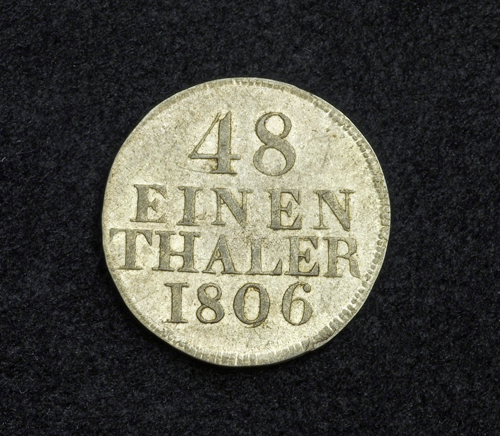 48
EINEN
THALER
1806